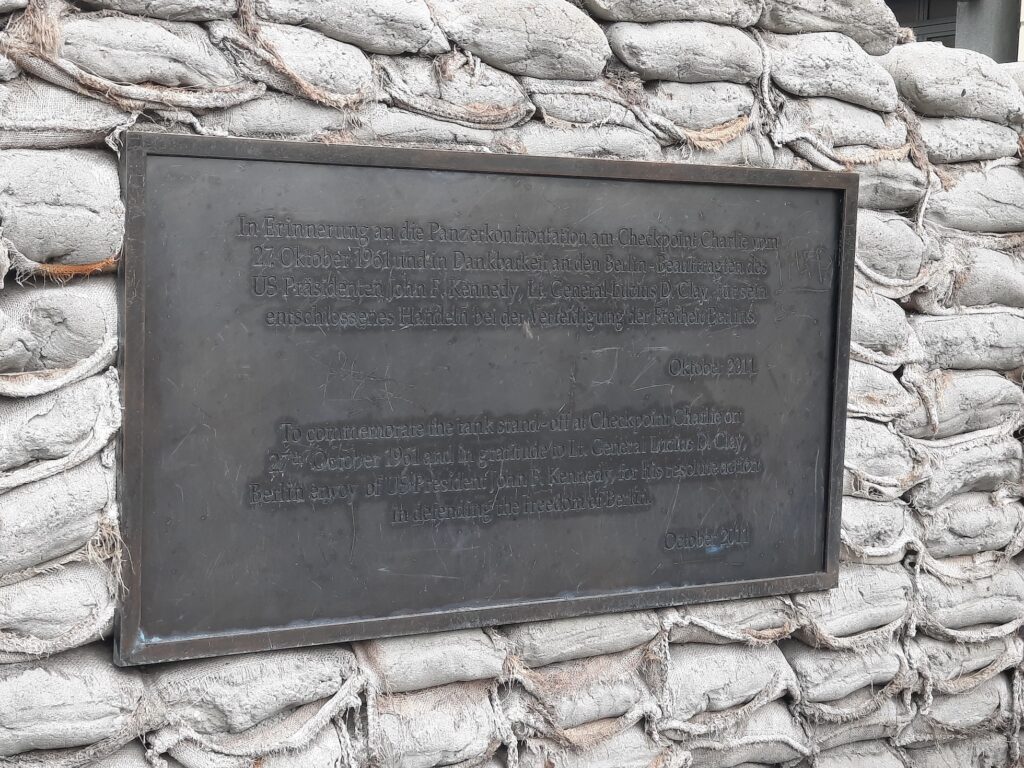 In Erinnerung an die Panzerkonfrontation am Checkpoint Charlie vom
27. Oktober 1961 und in Dankbarkeit an den Berlin-Beauftragten des
US Präsidenten John F. Kennedy, Lt. General Lucius D. Clay, für sein
entschlossenes Handeln bei der Verteidigung der Freiheit Berlins.
Oktober 2011
To commemorate the tank stand-off at Checkpoint Charlie on
27th October 1961 and in gratitude to Lt. General Lucius D. Clay,
Berlin envoy of US President John F. Kennedy, for his resolute action
in defending the freedom of Berlin.
October 2011